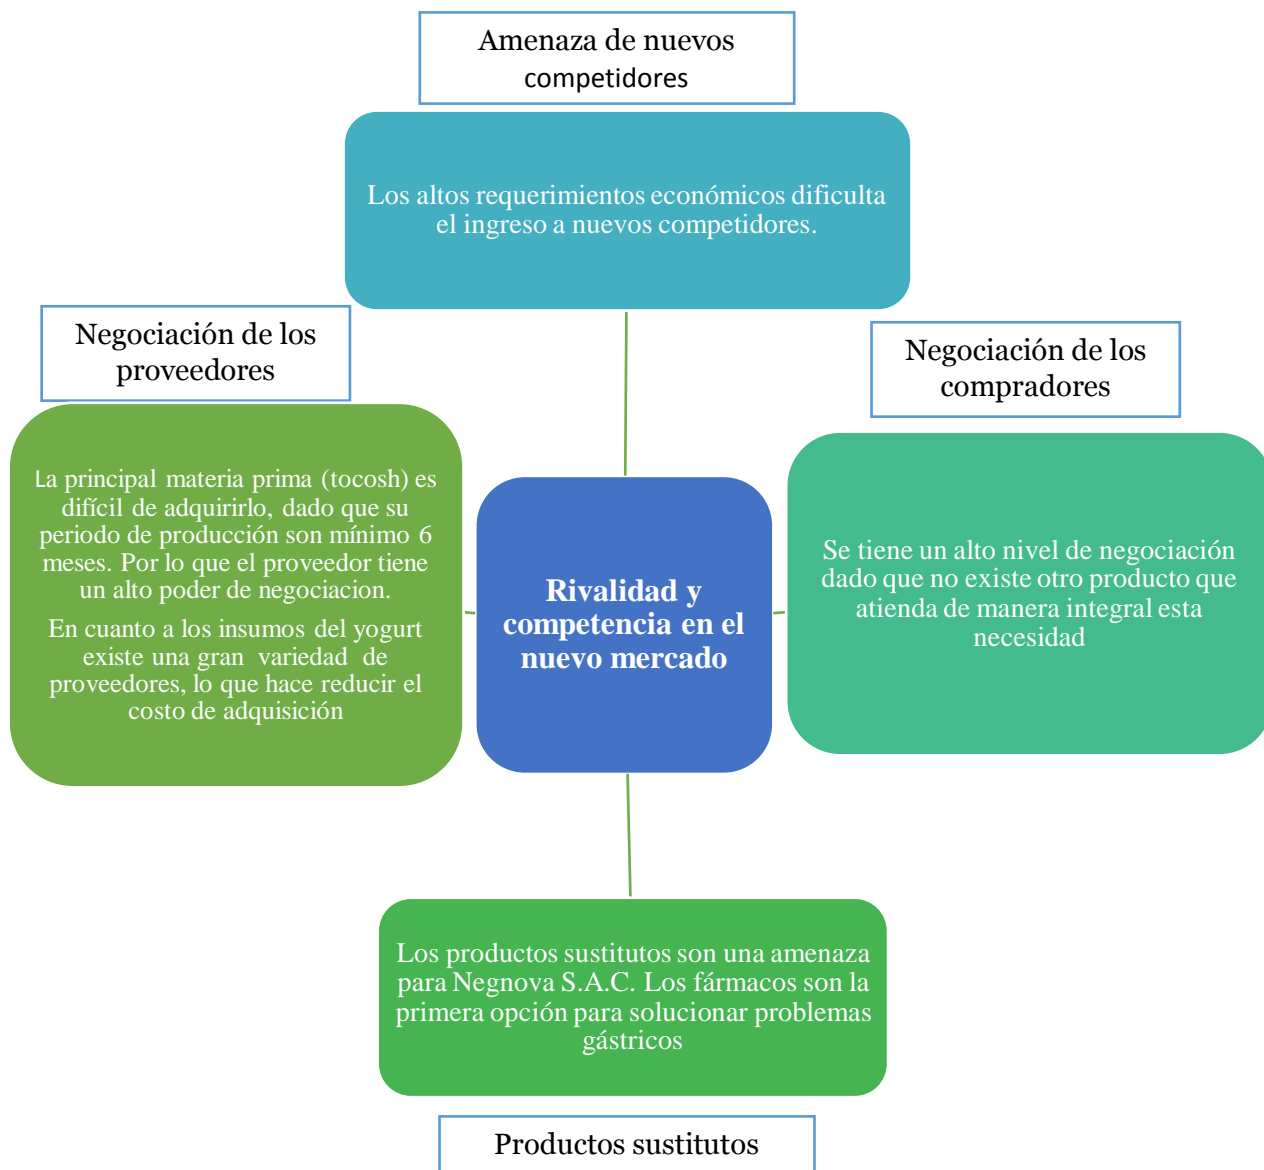 Amenaza de nuevos
competidores
Los altos requerimientos económicos dificulta
el ingreso a nuevos competidores.
Negociación de los
proveedores
La principal materia prima (tocosh) es
difícil de adquirirlo, dado que su
periodo de producción son mínimo 6
meses. Por lo que el proveedor tiene
un alto poder de negociacion.
En cuanto a los insumos del yogurt
existe una gran variedad de
proveedores, lo que hace reducir el
costo de adquisición
Rivalidad y
competencia en el
nuevo mercado
Negociación de los
compradores
Se tiene un alto nivel de negociación
dado que no existe otro producto que
atienda de manera integral esta
necesidad
Los productos sustitutos son una amenaza
para Negnova S.A.C. Los fármacos son la
primera opción para solucionar problemas
gástricos
Productos sustitutos